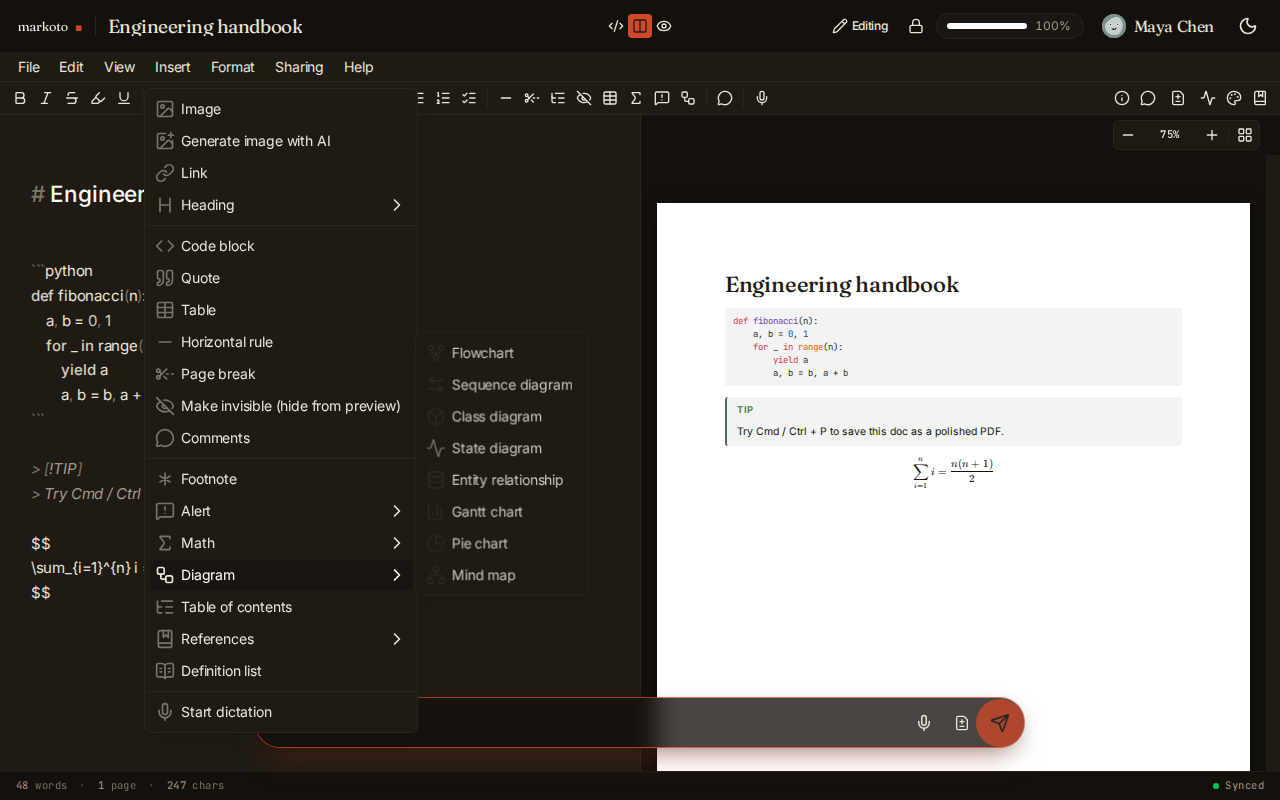 markoto
Engineering handbook
Editing
100%
Maya Chen
File Edit View Insert Format Sharing Help
75%
Image
Generate image with AI
Link
Heading
Code block
Quote
Table
Horizontal rule
Page break
Make invisible (hide from preview)
Comments
Footnote
Alert
Math
Diagram
Table of contents
References
Definition list
Start dictation
Flowchart
Sequence diagram
Class diagram
State diagram
Entity relationship
Gantt chart
Pie chart
Mind map
# Engineer
```python
def fibonacci(n):
a, b = 0, 1
for _ in range(
yield a
a, b = b, a +
```
> [!TIP]
> Try Cmd / Ctrl
$$
\sum_{i=1}^{n} i
$$
Engineering handbook
def fibonacci(n):
a, b = 0, 1
for _ in range(n):
yield a
a, b = b, a + b
TIP
Try Cmd / Ctrl + P to save this doc as a polished PDF.
∑_{i=1}^{n} i = n(n + 1) / 2
48 words · 1 page · 247 chars
Synced